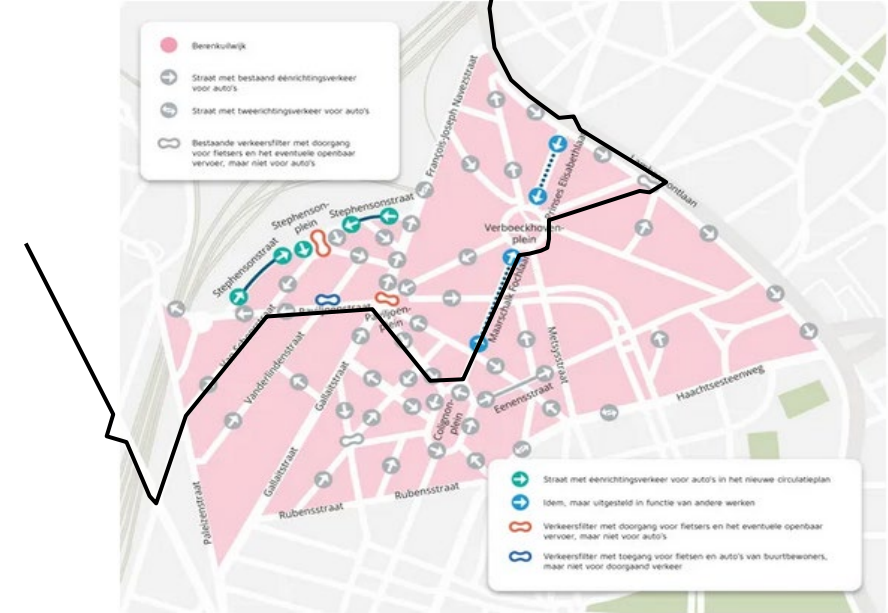 Berenkuilwijk
Straat met bestaand eenrichtingsverkeer
voor auto's
Straat met tweerichtingsverkeer voor auto's
Bestaande verkeersfilter met doorgang
voor fietsers en het eventuele openbaar
vervoer, maar niet voor auto's
François-Joseph Navezstraat
Prinses Elisabethlaan
Stephenson-
plein
Stephensonstraat
Stephensonstraat
Verboeckhoven-
plein
Maarschalk Fochlaan
Paviljoenstraat
Paviljoen-
plein
Vanderlindenstraat
Gallaitstraat
Metsysstraat
Eenensstraat
Haachtsesteenweg
Colignon-
plein
Gallaitstraat
Paleizenstraat
Rubensstraat
Rubensstraat
Straat met eenrichtingsverkeer voor auto's in het nieuwe circulatieplan
Idem, maar uitgesteld in functie van andere werken
Verkeersfilter met doorgang voor fietsers en het eventuele openbaar
vervoer, maar niet voor auto's
Verkeersfilter met toegang voor fietsen en auto's van buurtbewoners,
maar niet voor doorgaand verkeer